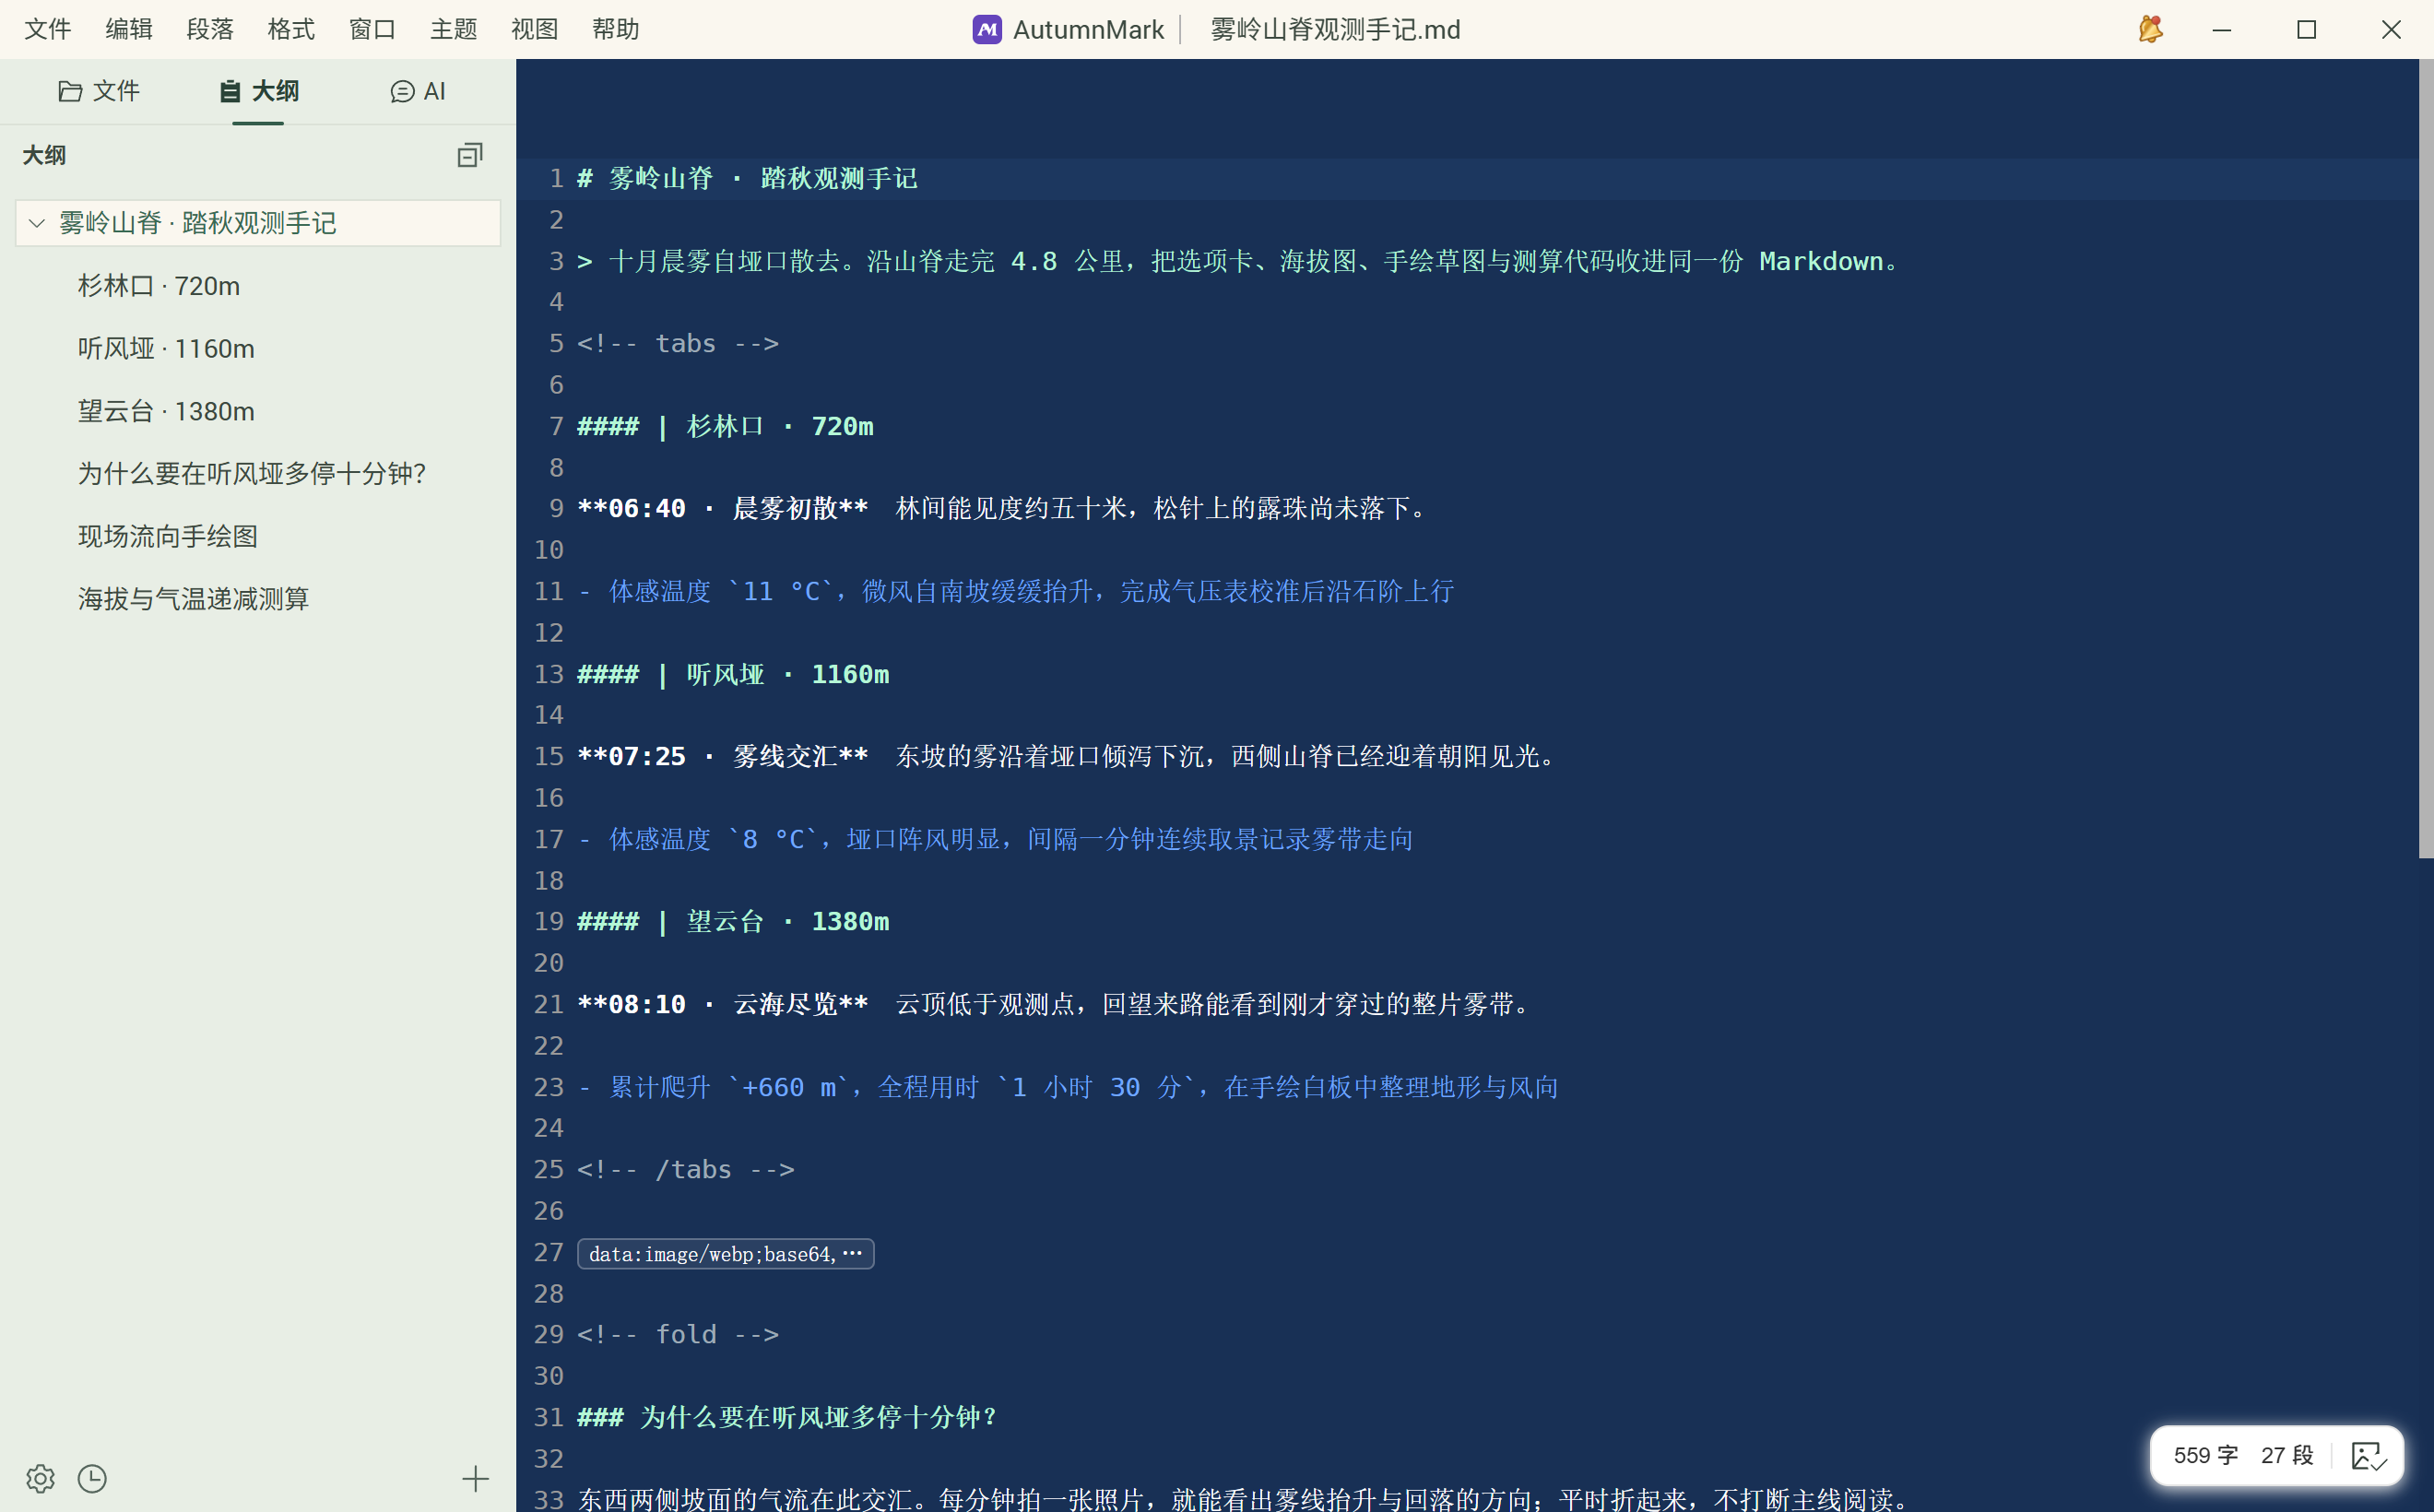 文件 编辑 段落 格式 窗口 主题 视图 帮助 AutumnMark 雾岭山脊观测手记.md
文件 大纲 AI
大纲
雾岭山脊 · 踏秋观测手记
杉林口 · 720m
听风垭 · 1160m
望云台 · 1380m
为什么要在听风垭多停十分钟？
现场流向手绘图
海拔与气温递减测算
1 # 雾岭山脊 · 踏秋观测手记
2
3 > 十月晨雾自垭口散去。沿山脊走完 4.8 公里，把选项卡、海拔图、手绘草图与测算代码收进同一份 Markdown。
4
5 <!-- tabs -->
6
7 #### | 杉林口 · 720m
8
9 **06:40 · 晨雾初散** 林间能见度约五十米，松针上的露珠尚未落下。
10
11 - 体感温度 `11 °C`，微风自南坡缓缓抬升，完成气压表校准后沿石阶上行
12
13 #### | 听风垭 · 1160m
14
15 **07:25 · 雾线交汇** 东坡的雾沿着垭口倾泻下沉，西侧山脊已经迎着朝阳见光。
16
17 - 体感温度 `8 °C`，垭口阵风明显，间隔一分钟连续取景记录雾带走向
18
19 #### | 望云台 · 1380m
20
21 **08:10 · 云海尽览** 云顶低于观测点，回望来路能看到刚才穿过的整片雾带。
22
23 - 累计爬升 `+660 m`，全程用时 `1 小时 30 分`，在手绘白板中整理地形与风向
24
25 <!-- /tabs -->
26
27 data:image/webp;base64,⋯
28
29 <!-- fold -->
30
31 ### 为什么要在听风垭多停十分钟？
32
33 东西两侧坡面的气流在此交汇。每分钟拍一张照片，就能看出雾线抬升与回落的方向；平时折起来，不打断主线阅读。
559 字 27 段